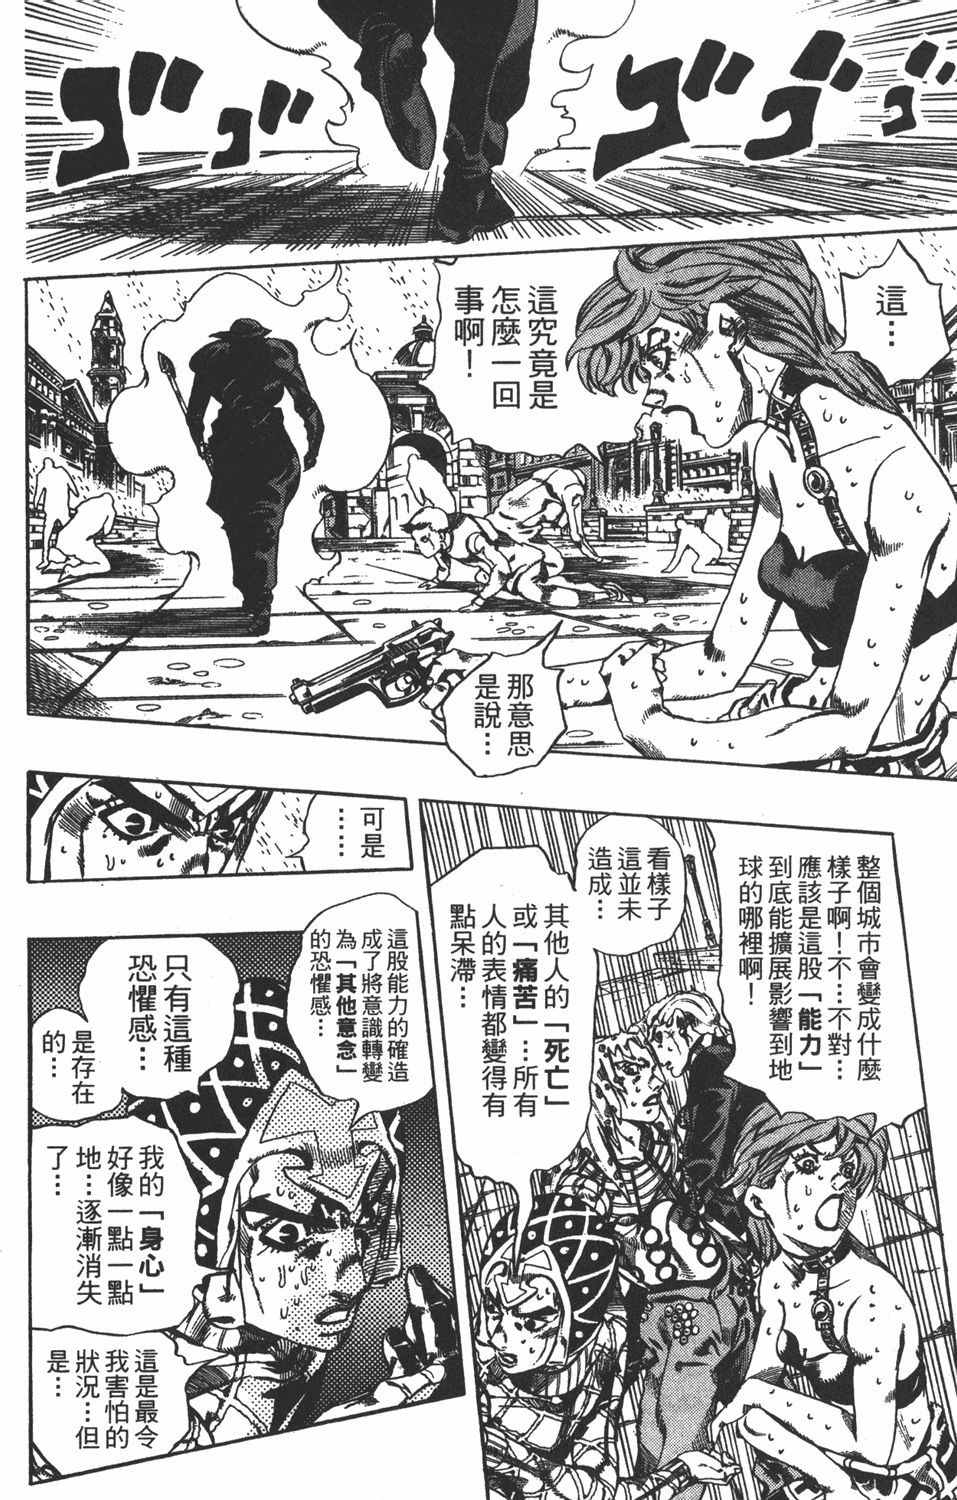 ゴゴゴ
ゴゴゴ
這…
這究竟是
怎麼一回
事啊！
那意思
是說…
整個城市會變成什麼
樣子啊！不…不對…
應該是這股「能力」
到底能擴展影響到地
球的哪裡啊！
看樣子
這並未
造成…
其他人的「死亡」
或「痛苦」…所有
人的表情都變得有
點呆滯…
可是
……
這股能力的確造
成了將意識轉變
為「其他意念」
的恐懼感…
只有這種
恐懼感…
是存在
的…
我的「身心」
好像一點一點
地…逐漸消失
了…
這是最令
我害怕的
狀況…但
是…